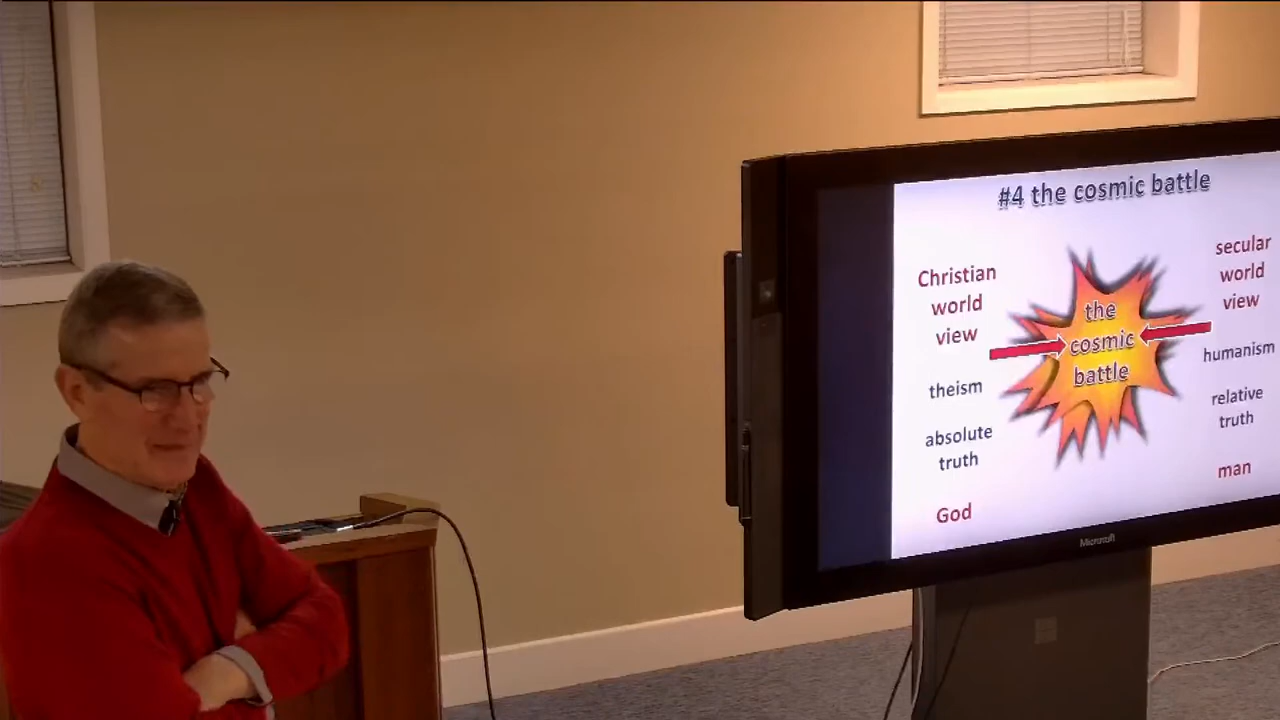 #4 the cosmic battle
Christian
world
view
theism
absolute
truth
God
the
cosmic
battle
secular
world
view
humanism
relative
truth
man
Microsoft